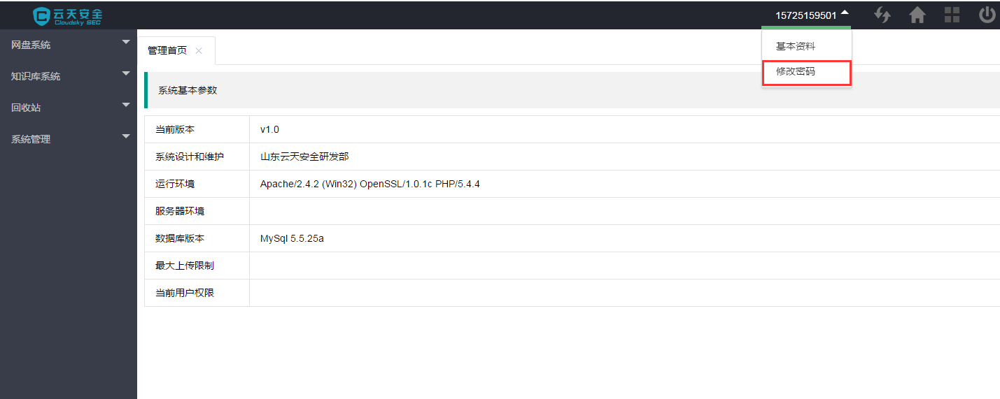 云天安全
Cloudsky SEC
15725159501
基本资料
修改密码
网盘系统
知识库系统
回收站
系统管理
管理首页
系统基本参数
当前版本 v1.0
系统设计和维护 山东云天安全研发部
运行环境 Apache/2.4.2 (Win32) OpenSSL/1.0.1c PHP/5.4.4
服务器环境
数据库版本 MySql 5.5.25a
最大上传限制
当前用户权限